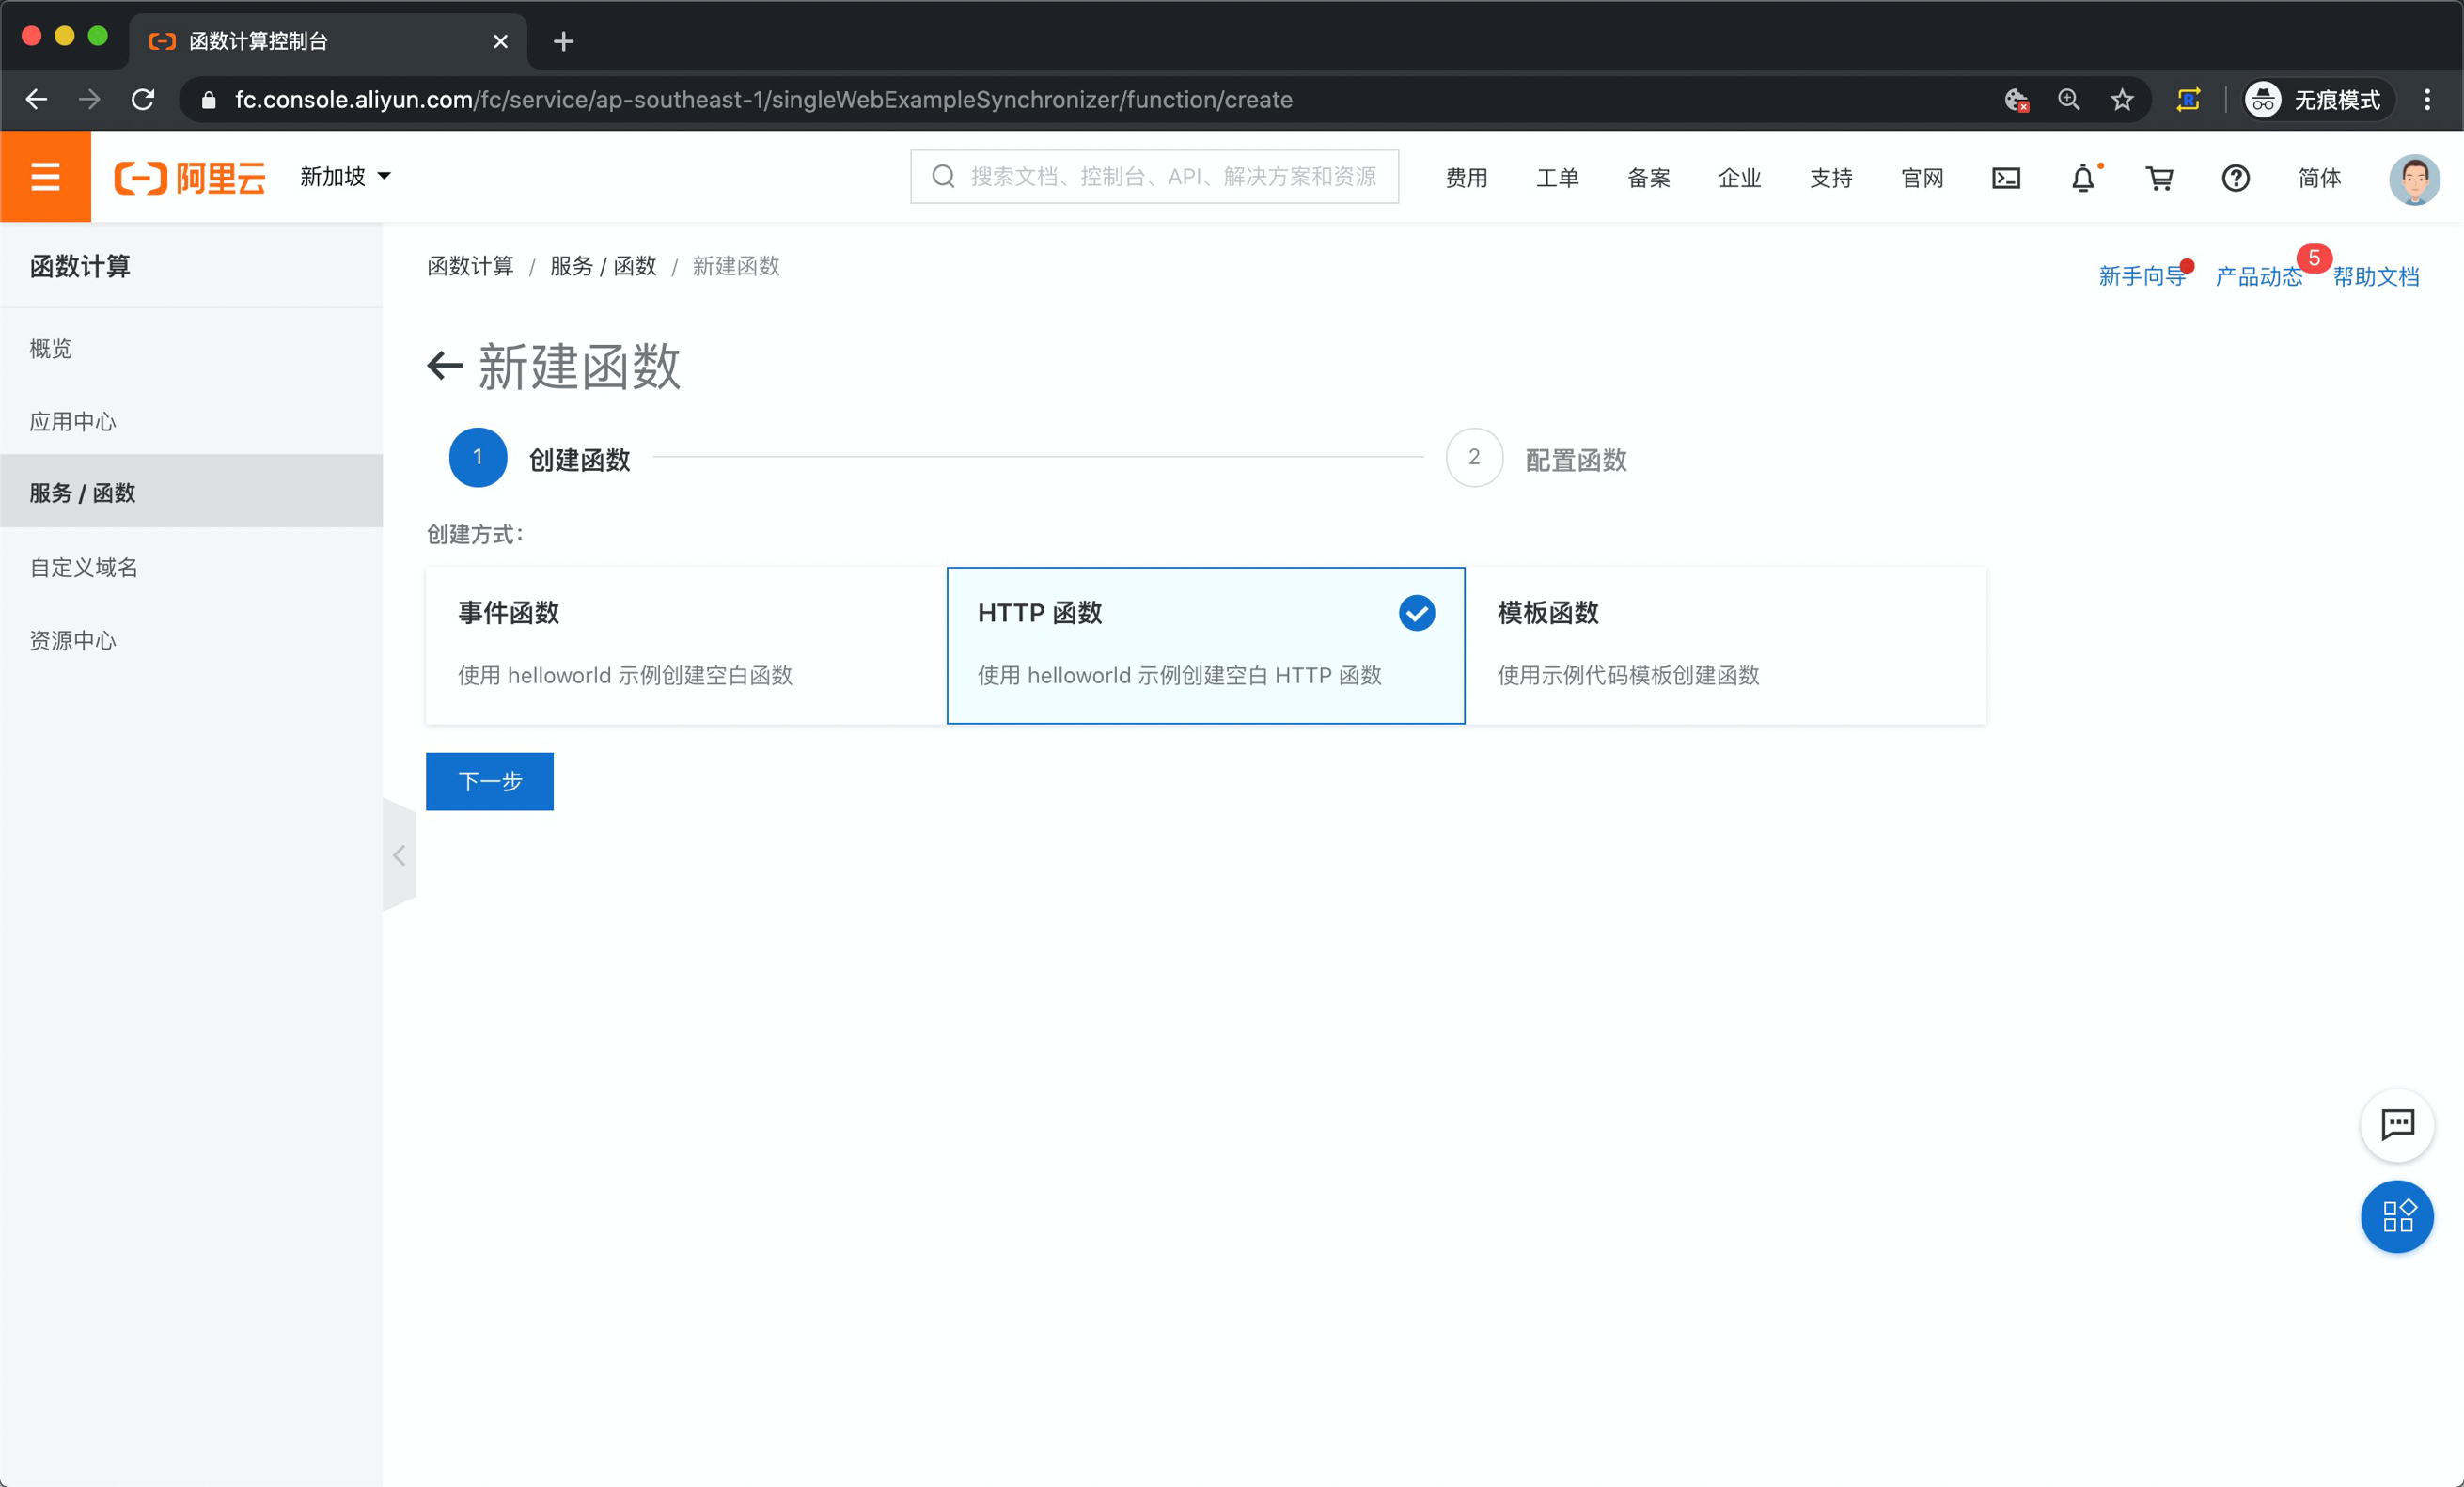 函数计算控制台
fc.console.aliyun.com/fc/service/ap-southeast-1/singleWebExampleSynchronizer/function/create
无痕模式
阿里云
新加坡
搜索文档、控制台、API、解决方案和资源
费用
工单
备案
企业
支持
官网
简体
函数计算
概览
应用中心
服务 / 函数
自定义域名
资源中心
函数计算 / 服务 / 函数 / 新建函数
新手向导
产品动态
5
帮助文档
新建函数
1
创建函数
2
配置函数
创建方式：
事件函数
使用 helloworld 示例创建空白函数
HTTP 函数
使用 helloworld 示例创建空白 HTTP 函数
模板函数
使用示例代码模板创建函数
下一步